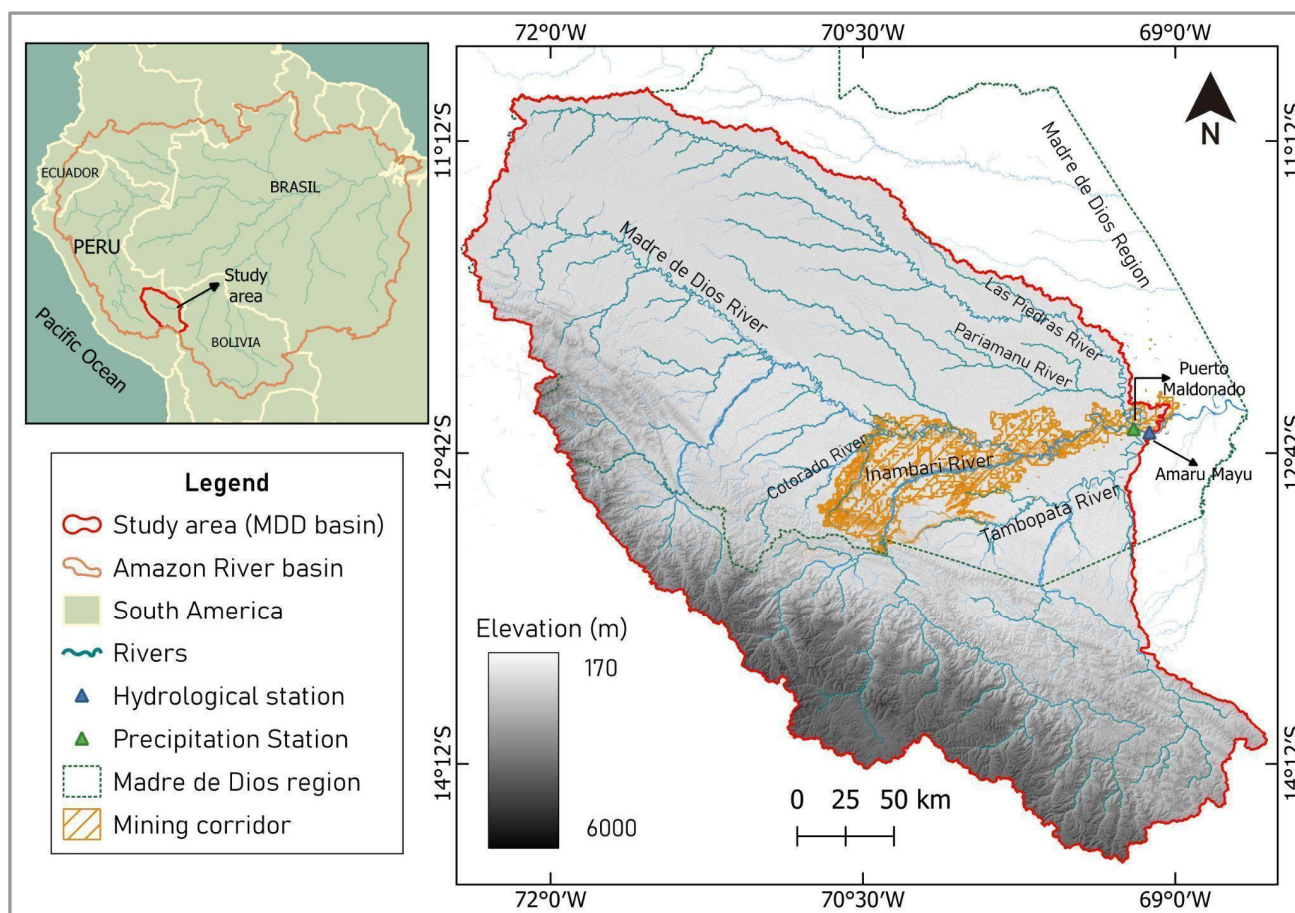 ECUADOR
BRASIL
PERU
Study
area
BOLIVIA
Pacific Ocean
Legend
Study area (MDD basin)
Amazon River basin
South America
Rivers
Hydrological station
Precipitation Station
Madre de Dios region
Mining corridor
72°0'W
70°30'W
69°0'W
11°12'S
12°42'S
14°12'S
N
Madre de Dios Region
Madre de Dios River
Las Piedras River
Pariamanu River
Puerto
Maldonado
Colorado River
Inambari River
Amaru Mayu
Tambopata River
Elevation (m)
170
6000
0 25 50 km
11°12'S
12°42'S
14°12'S
72°0'W
70°30'W
69°0'W